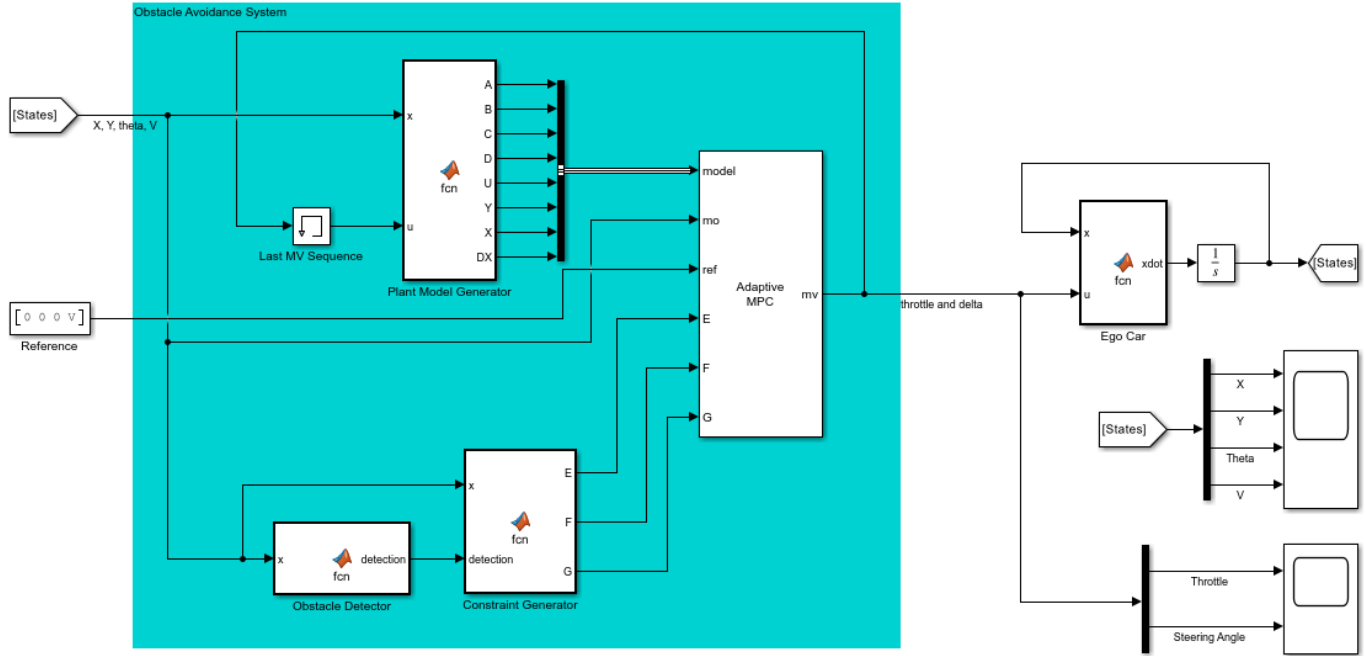 Obstacle Avoidance System
[States]
X, Y, theta, V
x
u
fcn
A
B
C
D
U
Y
X
DX
Plant Model Generator
Last MV Sequence
[0 0 0 V]
Reference
model
mo
ref
E
F
G
Adaptive
MPC
mv
throttle and delta
x
u
fcn
xdot
Ego Car
1
s
[States]
[States]
X
Y
Theta
V
x
fcn
detection
Obstacle Detector
x
detection
fcn
E
F
G
Constraint Generator
Throttle
Steering Angle